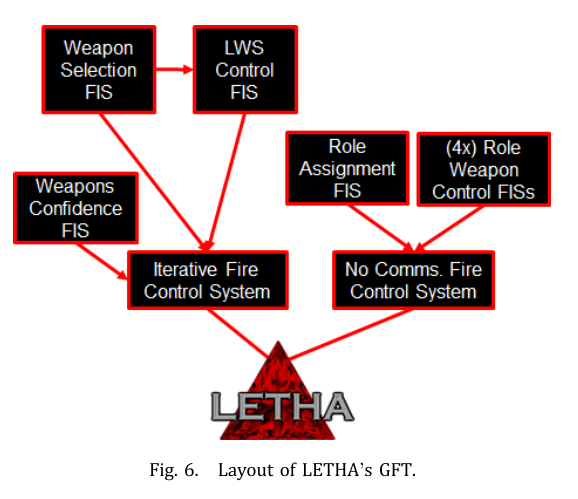 Weapon
Selection
FIS
LWS
Control
FIS
Role
Assignment
FIS
(4x) Role
Weapon
Control FISs
Weapons
Confidence
FIS
Iterative Fire
Control System
No Comms. Fire
Control System
LETHA
Fig. 6. Layout of LETHA’s GFT.